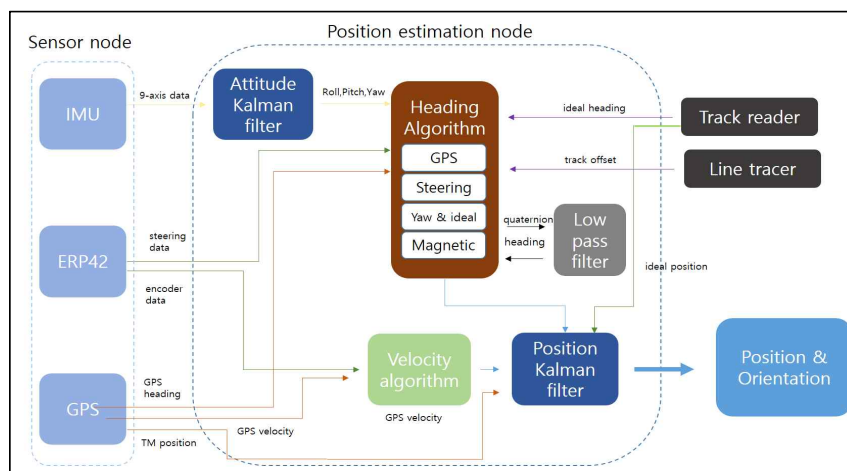 Position estimation node
Sensor node
IMU
9-axis data
Attitude
Kalman
filter
Roll,Pitch,Yaw
Heading
Algorithm
GPS
Steering
Yaw & ideal
Magnetic
ideal heading
Track reader
track offset
Line tracer
quaternion
heading
Low
pass
filter
ideal position
ERP42
steering
data
encoder
data
GPS
GPS
heading
GPS velocity
TM position
Velocity
algorithm
GPS velocity
Position
Kalman
filter
Position &
Orientation